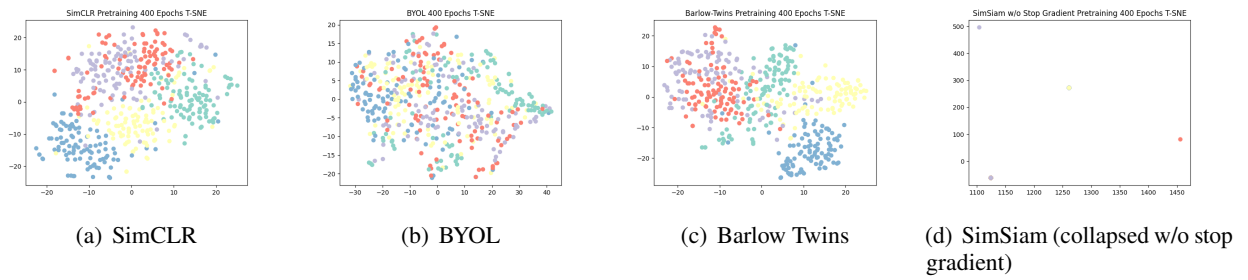 SimCLR Pretraining 400 Epochs T-SNE
20
10
0
−10
−20
−20 −10 0 10 20
(a) SimCLR
BYOL 400 Epochs T-SNE
20
15
10
5
0
−5
−10
−15
−20
−30 −20 −10 0 10 20 30 40
(b) BYOL
Barlow-Twins Pretraining 400 Epochs T-SNE
20
10
0
−10
−20
−20 −10 0 10 20
(c) Barlow Twins
SimSiam w/o Stop Gradient Pretraining 400 Epochs T-SNE
500
400
300
200
100
0
1100 1150 1200 1250 1300 1350 1400 1450
(d) SimSiam (collapsed w/o stop
gradient)